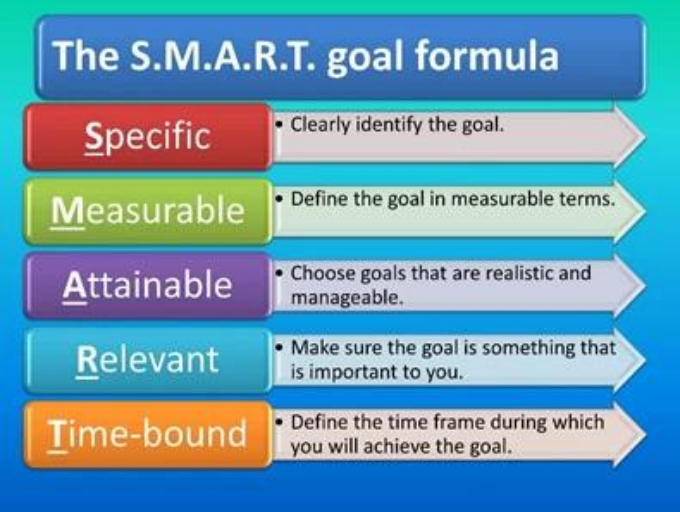 The S.M.A.R.T. goal formula
Specific
• Clearly identify the goal.
Measurable
• Define the goal in measurable terms.
Attainable
• Choose goals that are realistic and
manageable.
Relevant
• Make sure the goal is something that
is important to you.
Time-bound
• Define the time frame during which
you will achieve the goal.